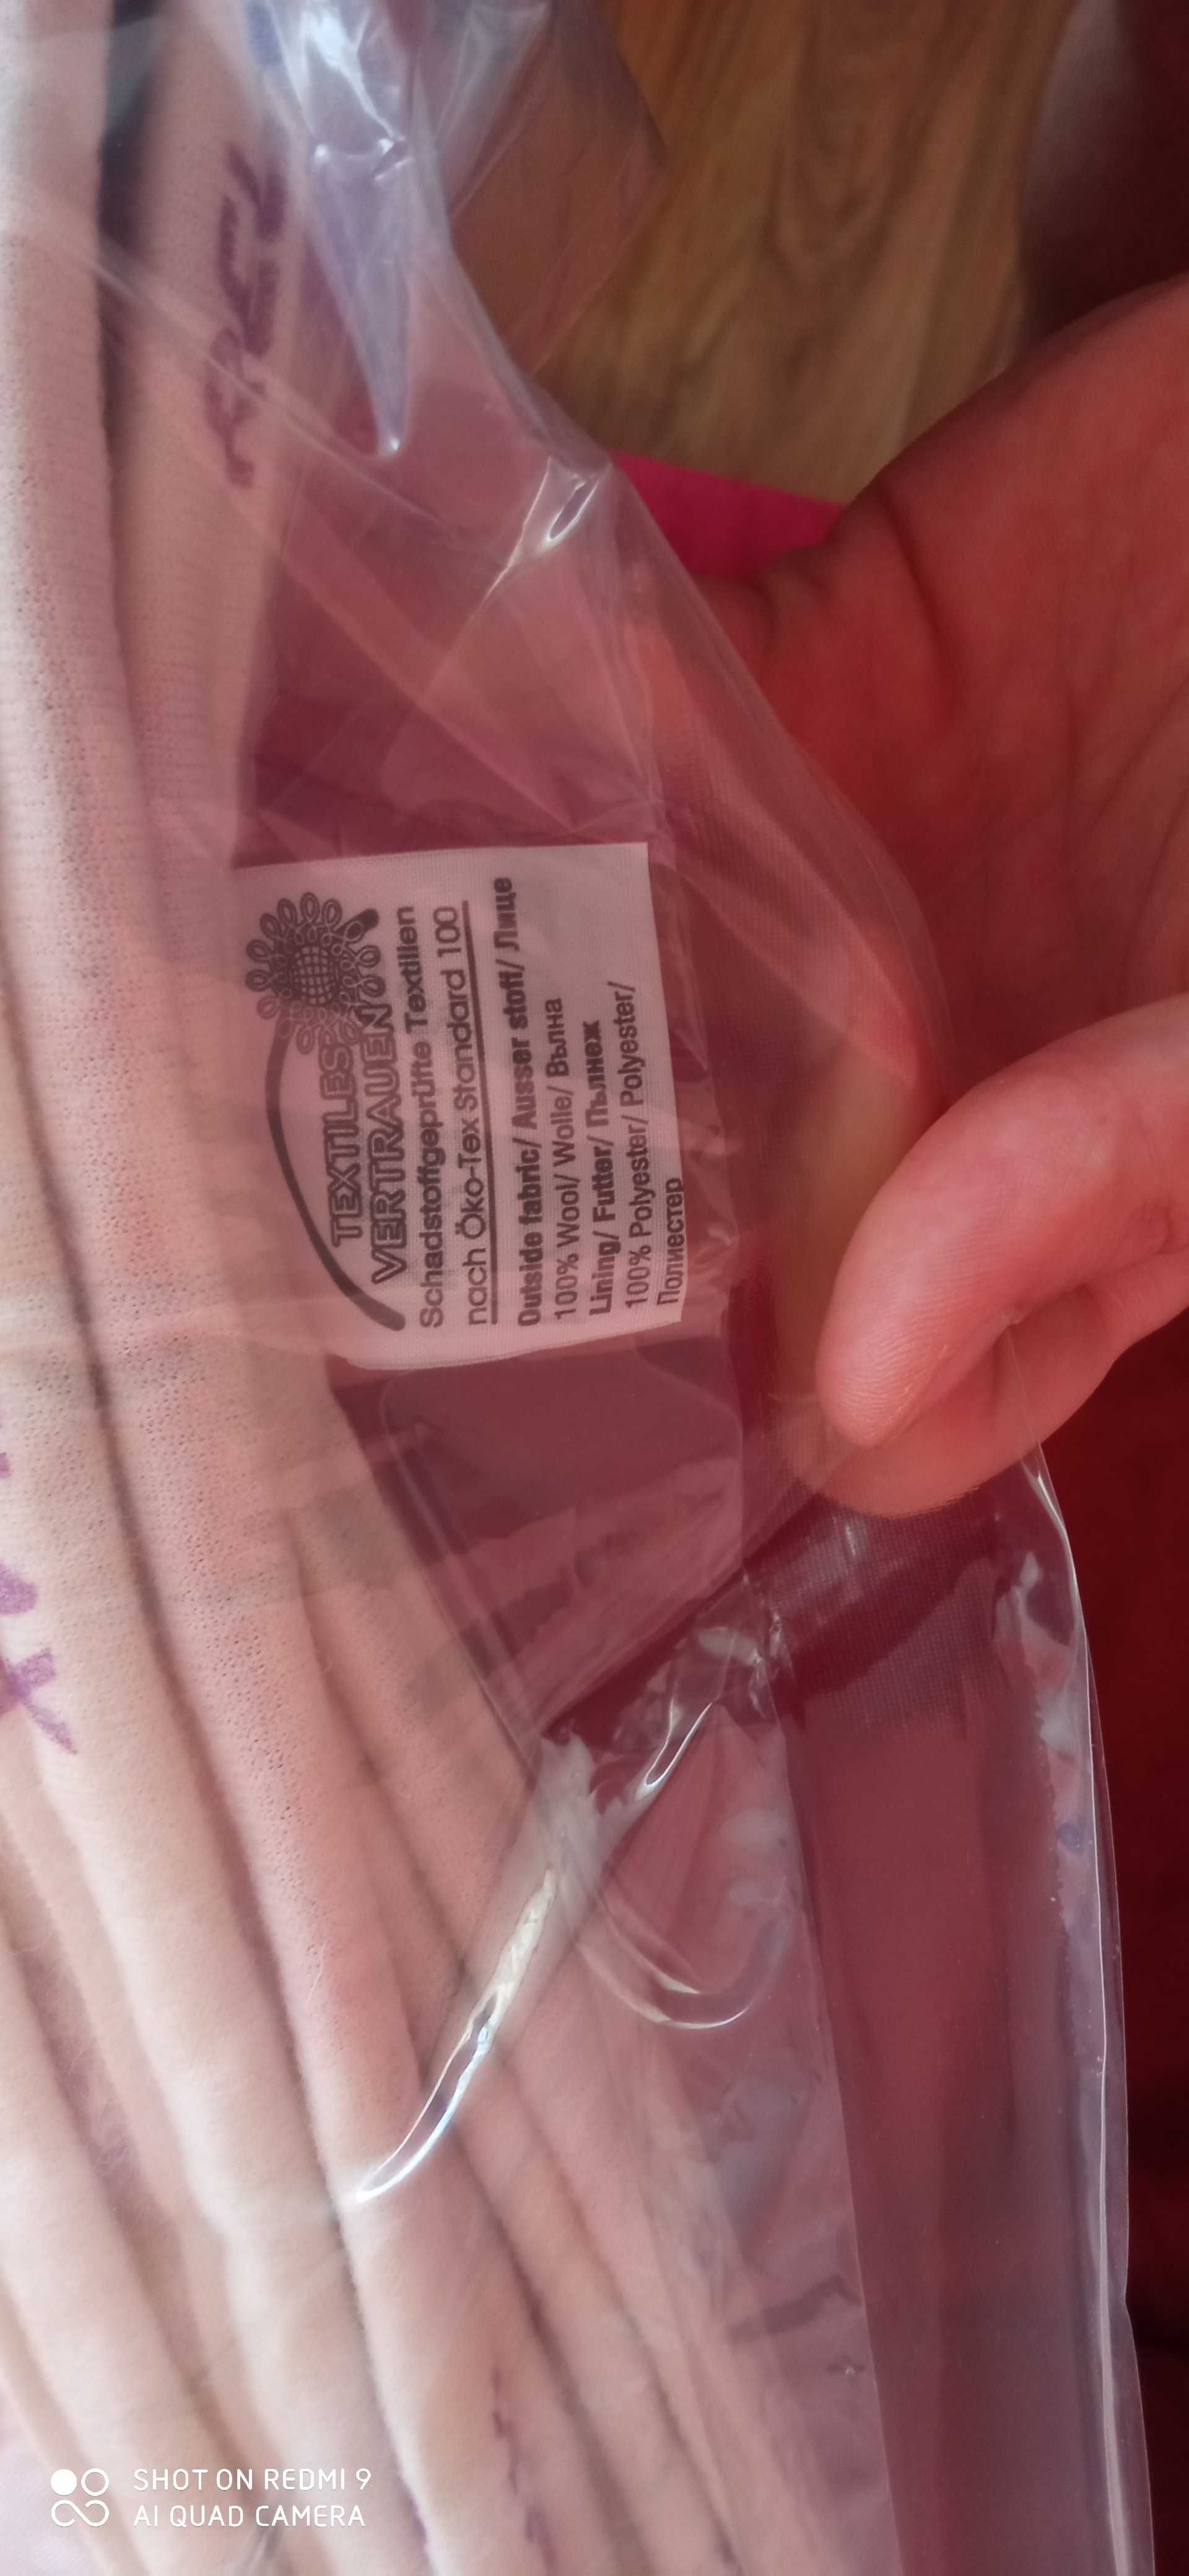 TEXTILES
VERTRAUEN
Schadstoffgeprüfte Textilien
nach Öko-Tex Standard 100
Outside fabric/ Ausser stoff/ Лице
100% Wool/ Wolle/ Вълна
Lining/ Futter/ Пълнеж
100% Polyester/ Polyester/
Полиестер
SHOT ON REDMI 9
AI QUAD CAMERA